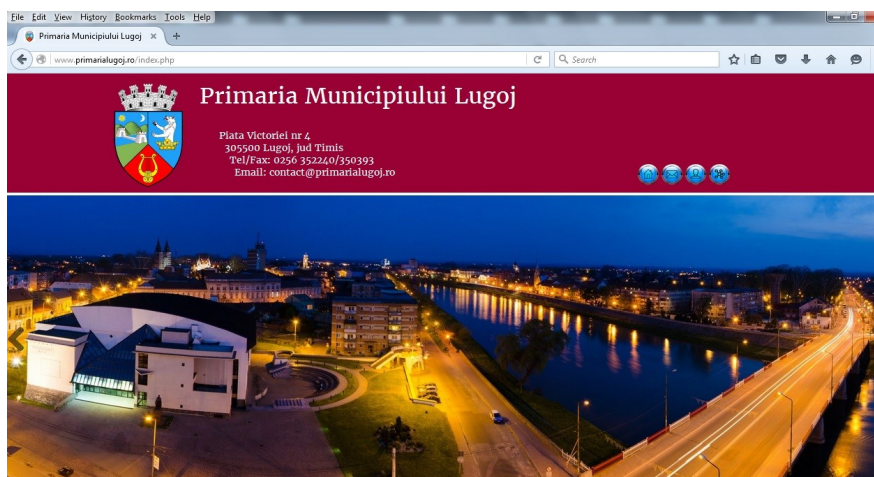 File Edit View History Bookmarks Tools Help
Primaria Municipiului Lugoj × +
www.primarialugoj.ro/index.php
Search
Primaria Municipiului Lugoj
Piata Victoriei nr 4
305500 Lugoj, jud Timis
Tel/Fax: 0256 352240/350393
Email: contact@primarialugoj.ro